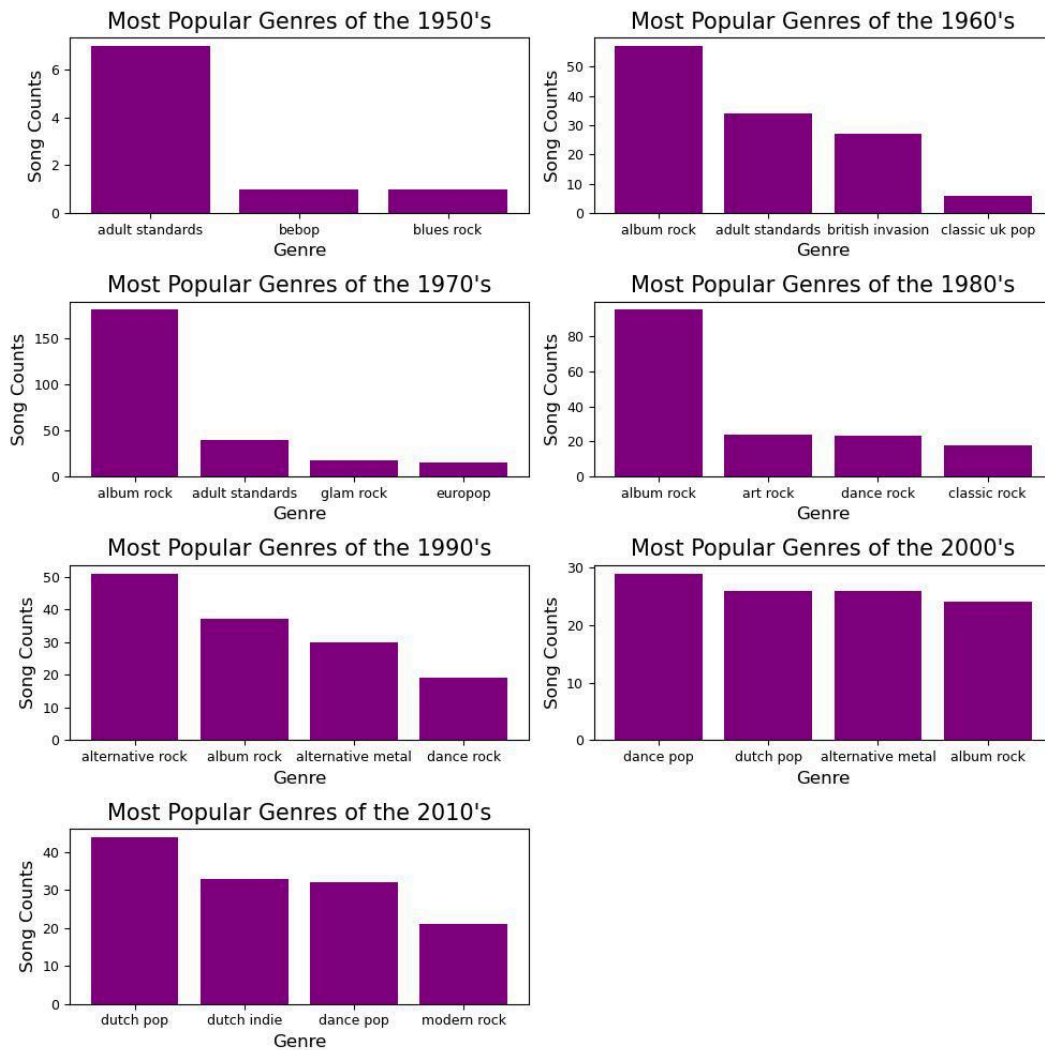 Most Popular Genres of the 1950's
Song Counts
6
4
2
0
adult standards bebop blues rock
Genre
Most Popular Genres of the 1960's
Song Counts
50
40
30
20
10
0
album rock adult standards british invasion classic uk pop
Genre
Most Popular Genres of the 1970's
Song Counts
150
100
50
0
album rock adult standards glam rock europop
Genre
Most Popular Genres of the 1980's
Song Counts
80
60
40
20
0
album rock art rock dance rock classic rock
Genre
Most Popular Genres of the 1990's
Song Counts
50
40
30
20
10
0
alternative rock album rock alternative metal dance rock
Genre
Most Popular Genres of the 2000's
Song Counts
30
20
10
0
dance pop dutch pop alternative metal album rock
Genre
Most Popular Genres of the 2010's
Song Counts
40
30
20
10
0
dutch pop dutch indie dance pop modern rock
Genre